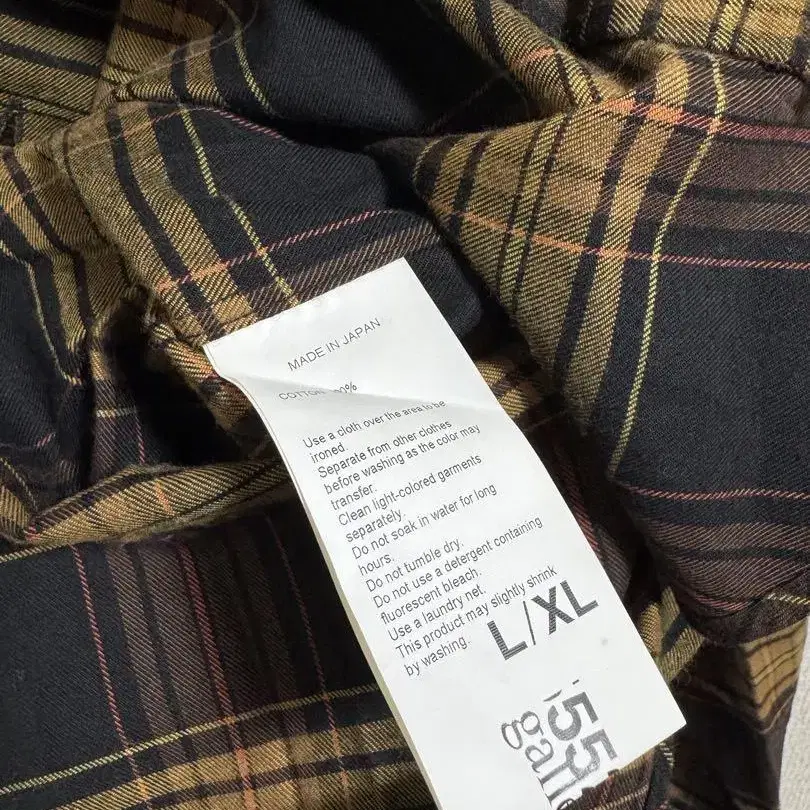 MADE IN JAPAN
COTTON
Use a cloth over the area to be
ironed.
Separate from other clothes
before washing as the color may
transfer.
Clean light-colored garments
separately.
Do not soak in water for long
hours.
Do not tumble dry.
Do not use a detergent containing
fluorescent bleach.
Use a laundry net.
This product may slightly shrink
by washing.
L/XL